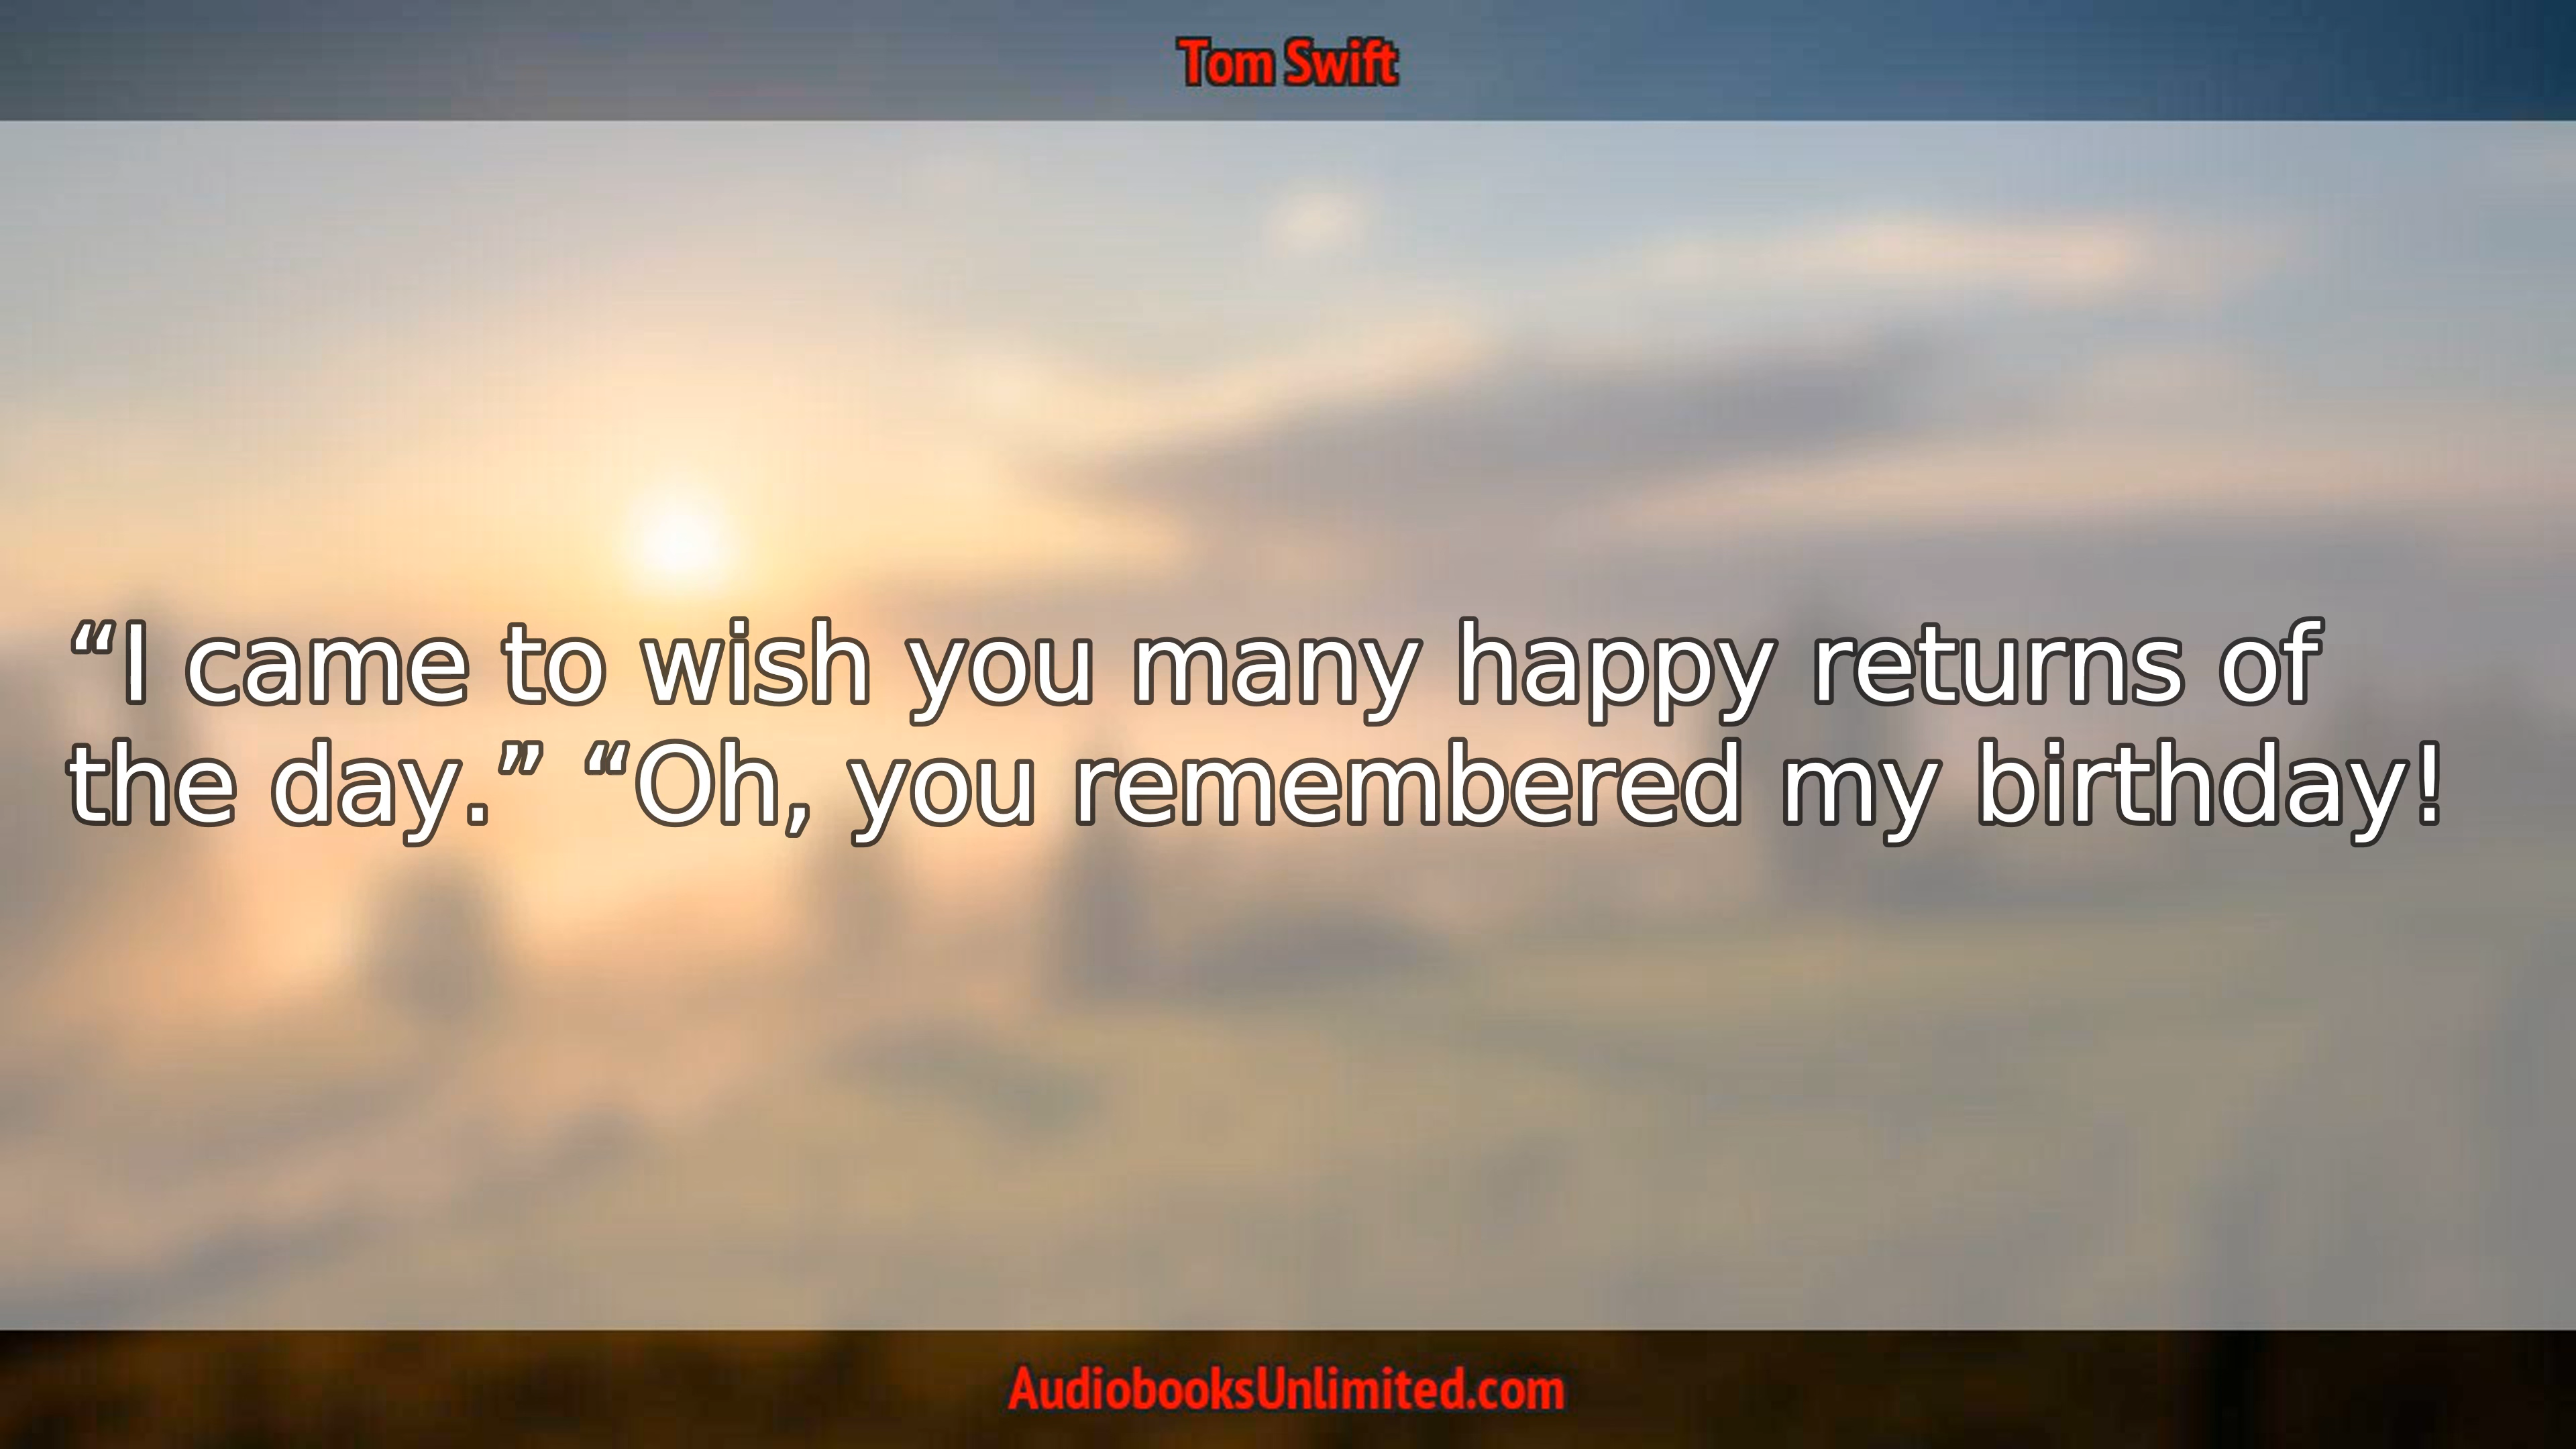 Tom Swift
“I came to wish you many happy returns of
the day.” “Oh, you remembered my birthday!
AudiobooksUnlimited.com